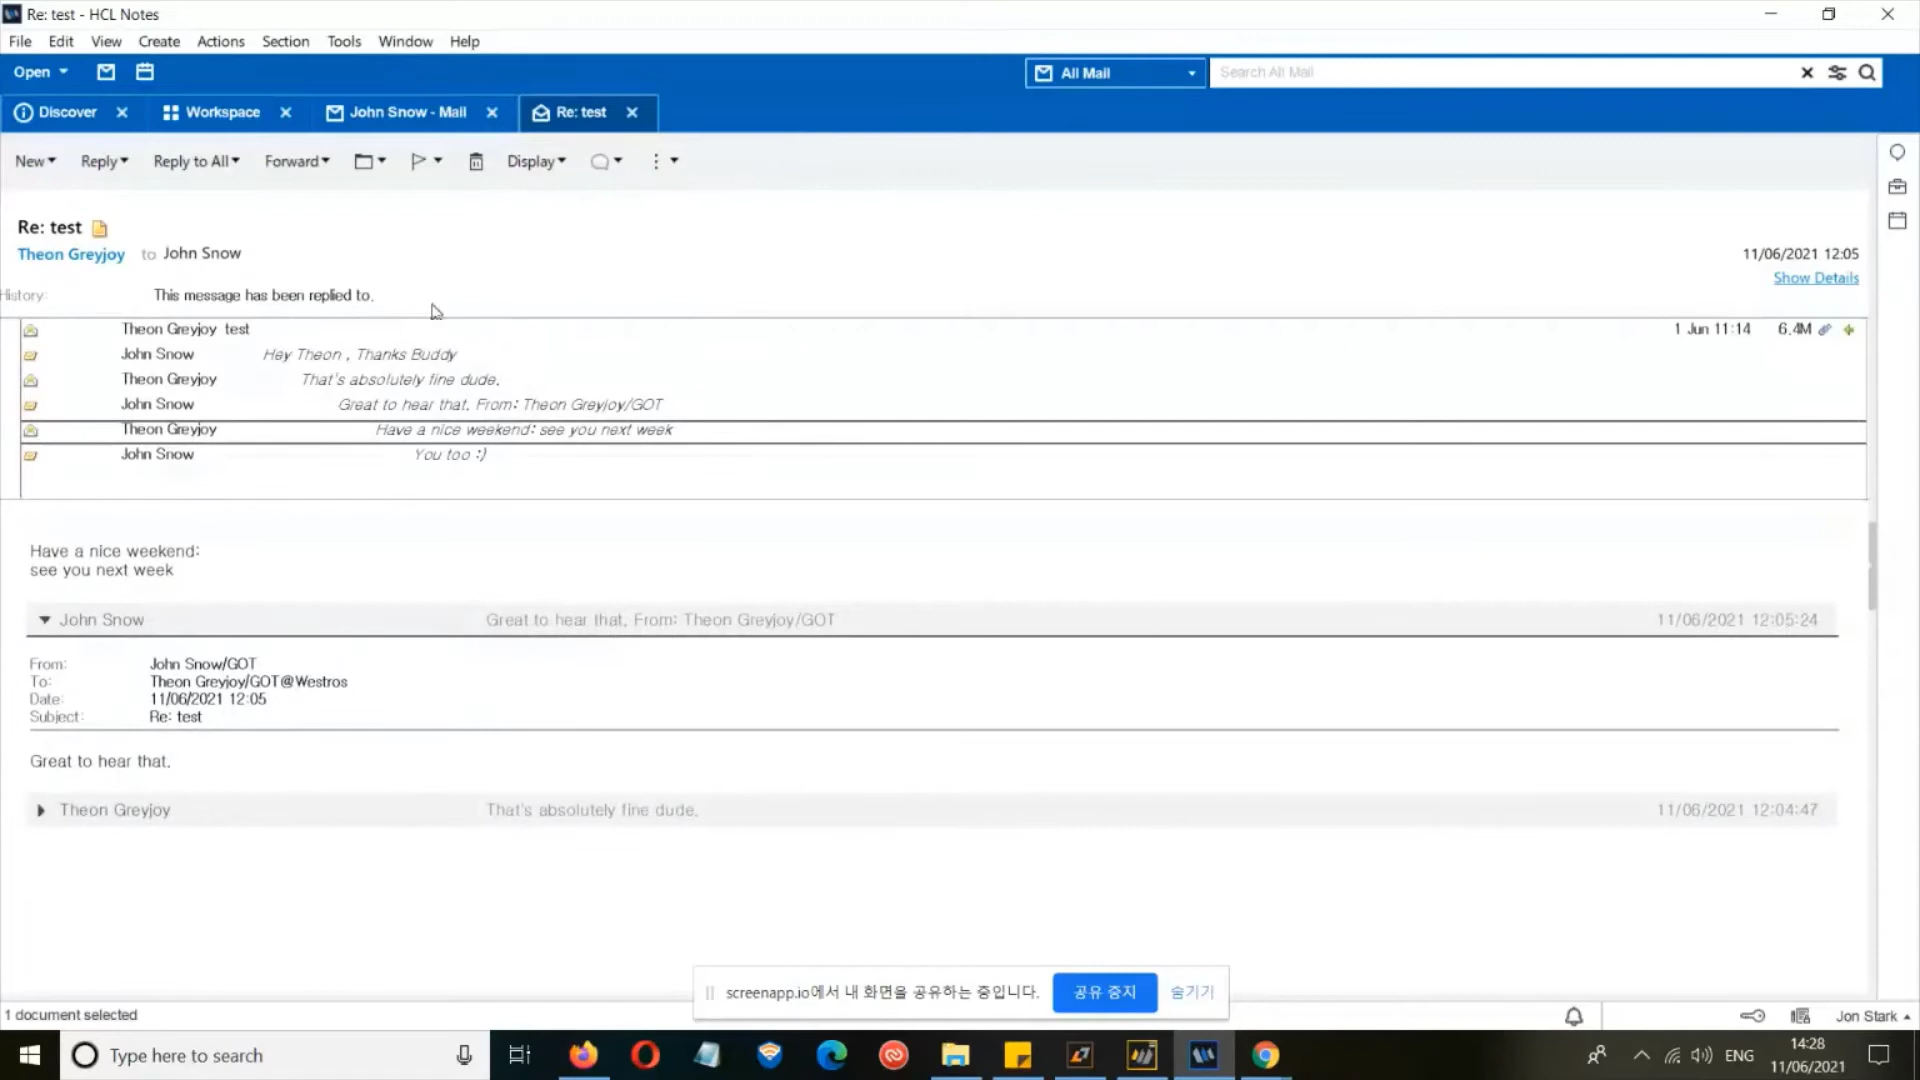 Re: test - HCL Notes
File Edit View Create Actions Section Tools Window Help
Open All Mail Search All Mail
Discover Workspace John Snow - Mail Re: test
New Reply Reply to All Forward Display
Re: test
Theon Greyjoy to John Snow 11/06/2021 12:05
Show Details
History: This message has been replied to.
Theon Greyjoy test 1 Jun 11:14 6.4M
John Snow Hey Theon , Thanks Buddy
Theon Greyjoy That's absolutely fine dude.
John Snow Great to hear that. From: Theon Greyjoy/GOT
Theon Greyjoy Have a nice weekend: see you next week
John Snow You too :)
Have a nice weekend:
see you next week
John Snow Great to hear that. From: Theon Greyjoy/GOT 11/06/2021 12:05:24
From: John Snow/GOT
To: Theon Greyjoy/GOT@Westros
Date: 11/06/2021 12:05
Subject: Re: test
Great to hear that.
Theon Greyjoy That's absolutely fine dude. 11/06/2021 12:04:47
screenapp.io에서 내 화면을 공유하는 중입니다. 공유 중지 숨기기
1 document selected Jon Stark
Type here to search ENG 14:28
11/06/2021